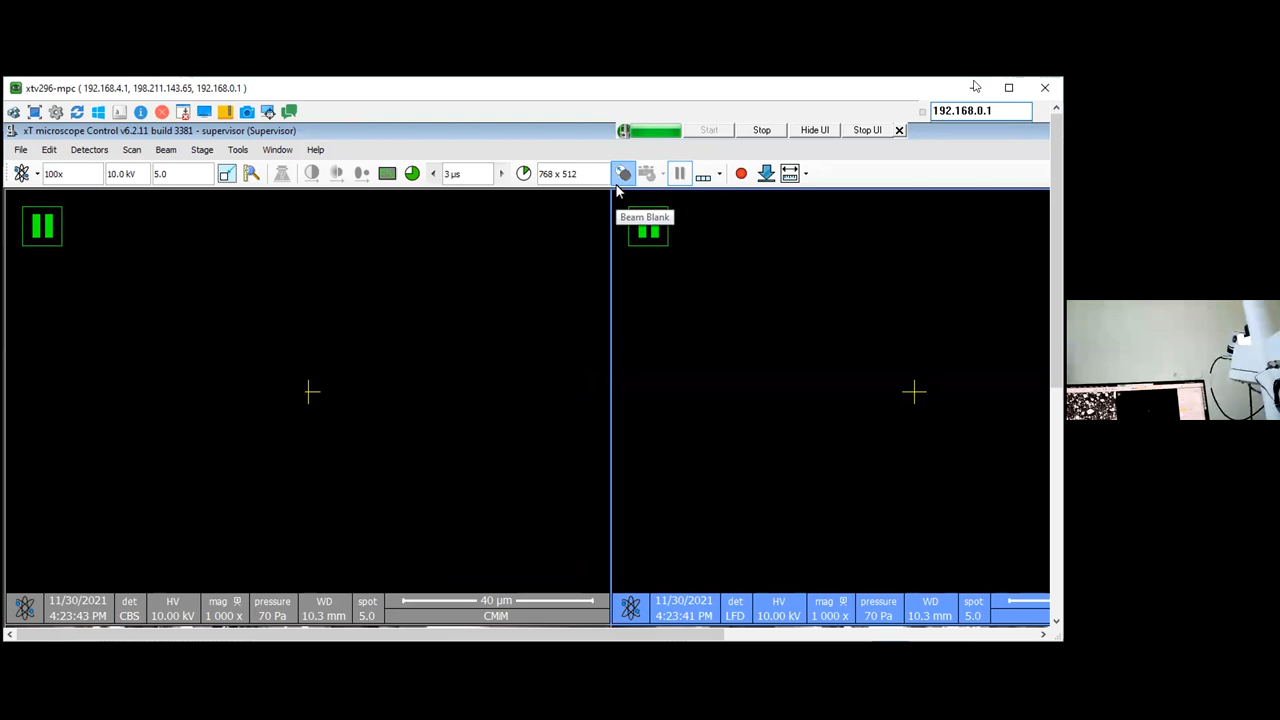 xtv296-mpc ( 192.168.4.1, 198.211.143.65, 192.168.0.1 )
192.168.0.1
xT microscope Control v6.2.11 build 3381 - supervisor (Supervisor)
Start Stop Hide UI Stop UI
File Edit Detectors Scan Beam Stage Tools Window Help
100x 10.0 kV 5.0 3 µs 768 x 512
Beam Blank
11/30/2021 det HV mag pressure WD spot 40 µm
4:23:43 PM CBS 10.00 kV 1 000 x 70 Pa 10.3 mm 5.0 CMiM
11/30/2021 det HV mag pressure WD spot
4:23:41 PM LFD 10.00 kV 1 000 x 70 Pa 10.3 mm 5.0